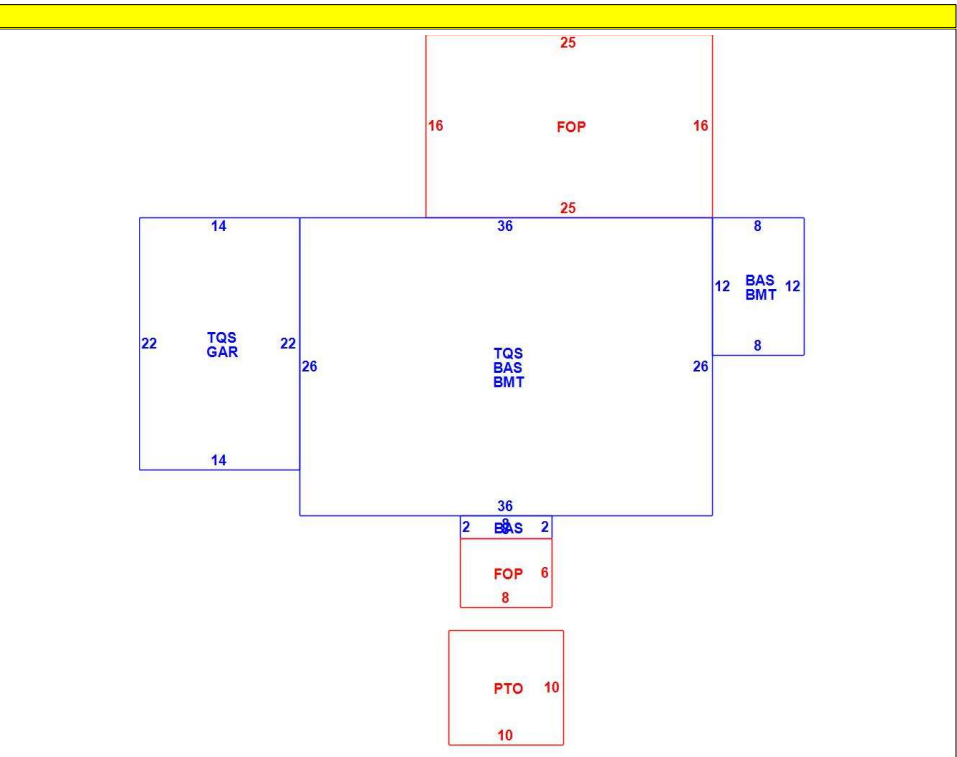 25
16 FOP 16
25
14 36 8
12 BAS 12
BMT
22 TQS 22
GAR
TQS
BAS
BMT
26 26
8
14
36
8
2 BAS 2
FOP 6
8
PTO 10
10